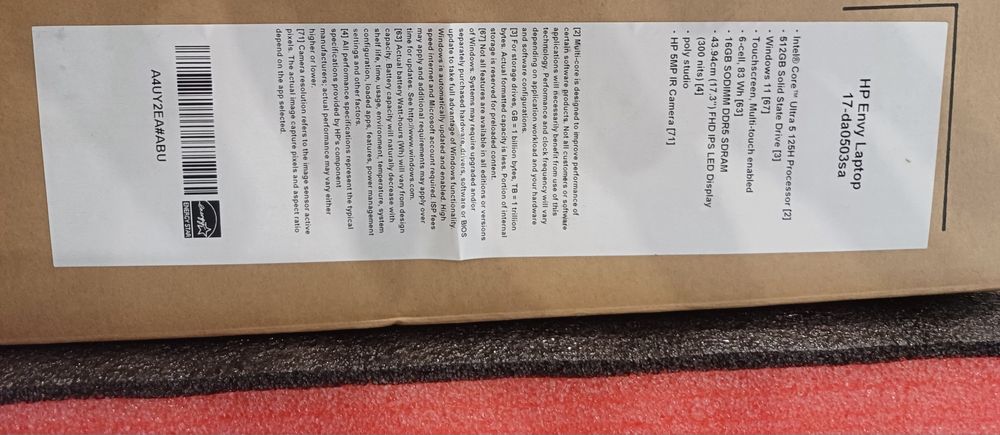 HP Envy Laptop
17-da0503sa
· Intel® Core™ Ultra 5 125H Processor [2]
· 512GB Solid State Drive [3]
· Windows 11 [67]
· Touchscreen, Multi-touch enabled
· 6-cell, 83 Wh [63]
· 16GB SODIMM DDR5 SDRAM
· 43.94cm (17.3") FHD IPS LED Display
(300 nits) [4]
· poly studio
· HP 5MP IR Camera [71]
[2] Multi-core is designed to improve performance of
certain software products. Not all customers or software
applications will necessarily benefit from use of this
technology. Performance and clock frequency will vary
depending on application workload and your hardware
and software configurations.
[3] For storage drives, GB = 1 billion bytes, TB = 1 trillion
bytes. Actual formatted capacity is less. Portion of internal
storage is reserved for preloaded content.
[67] Not all features are available in all editions or versions
of Windows. Systems may require upgraded and/or
separately purchased hardware, drivers, software or BIOS
update to take full advantage of Windows functionality.
Windows is automatically updated and enabled. High
speed internet and Microsoft account required. ISP fees
may apply and additional requirements may apply over
time for updates. See http://www.windows.com.
[63] Actual battery Watt-hours (Wh) will vary from design
capacity. Battery capacity will naturally decrease with
shelf life, time, usage, environment, temperature, system
configuration, loaded apps, features, power management
settings and other factors.
[4] All performance specifications represent the typical
specifications provided by HP's component
manufacturers; actual performance may vary either
higher or lower.
[71] Camera resolution refers to the image sensor active
pixels. The actual image capture pixels and aspect ratio
depend on the app selected.
energy
ENERGY STAR
A4UY2EA#ABU